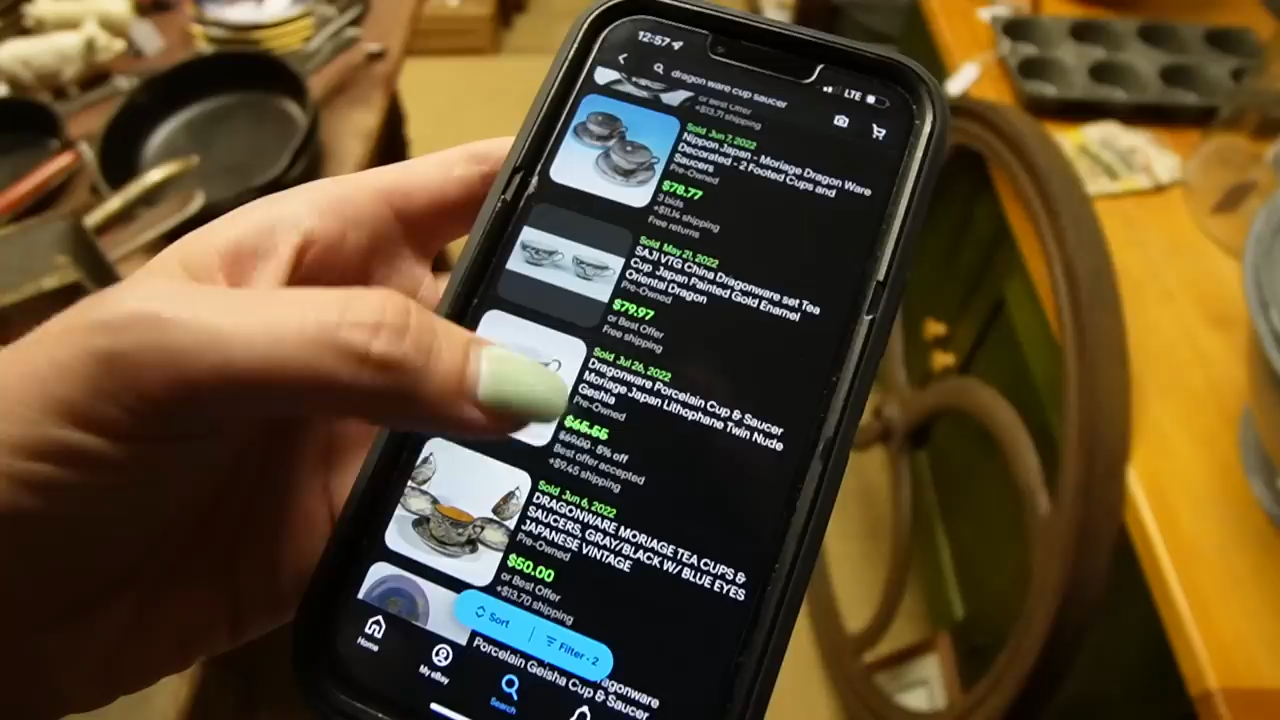 12:57
LTE
dragon ware cup saucer
or Best Offer
+$13.71 shipping
Sold Jun 7, 2022
Nippon Japan - Moriage Dragon Ware
Decorated - 2 Footed Cups and
Saucers
Pre-Owned
$78.77
3 bids
+$11.14 shipping
Free returns
Sold May 21, 2022
SAJI VTG China Dragonware set Tea
Cup Japan Painted Gold Enamel
Oriental Dragon
Pre-Owned
$79.97
or Best Offer
Free shipping
Sold Jul 26, 2022
Dragonware Porcelain Cup & Saucer
Moriage Japan Lithophane Twin Nude
Geshia
Pre-Owned
$65.55
$69.00 · 5% off
Best offer accepted
+$9.45 shipping
Sold Jun 6, 2022
DRAGONWARE MORIAGE TEA CUPS &
SAUCERS, GRAY/BLACK W/ BLUE EYES
JAPANESE VINTAGE
Pre-Owned
$50.00
or Best Offer
+$13.70 shipping
Sort
Filter · 2
Porcelain Geisha Cup & Saucer
Home
My eBay
Search